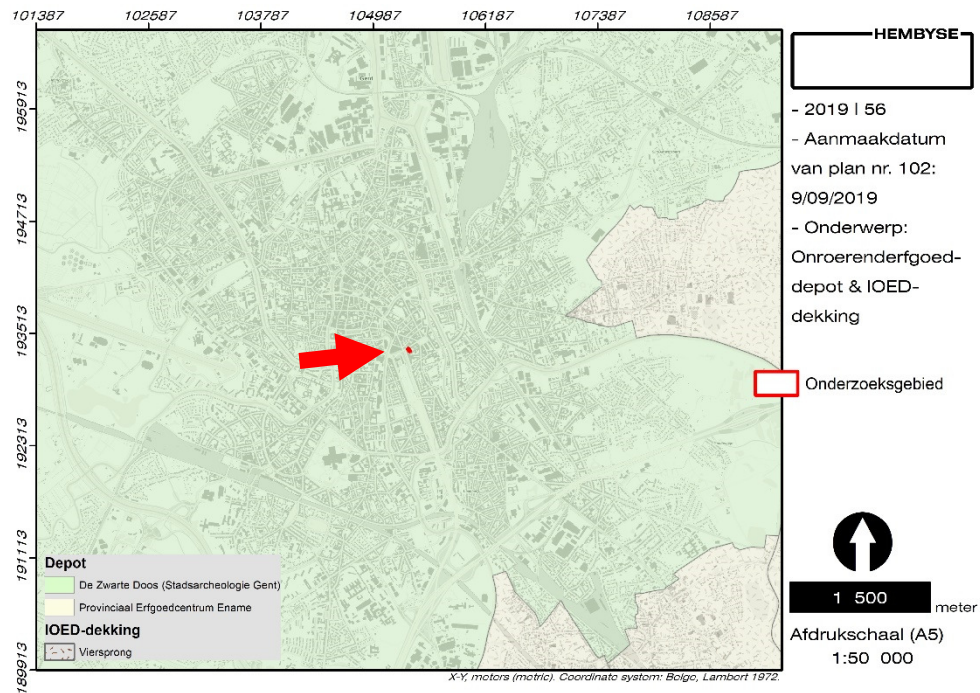 101387 102587 103787 104987 106187 107387 108587
195913
194713
193513
192313
191113
189913
HEMBYSE
- 2019 | 56
- Aanmaakdatum
van plan nr. 102:
9/09/2019
- Onderwerp:
Onroerenderfgoed-
depot & IOED-
dekking
Onderzoeksgebied
Depot
De Zwarte Doos (Stadsarcheologie Gent)
Provinciaal Erfgoedcentrum Ename
IOED-dekking
Viersprong
1 500
meter
Afdrukschaal (A5)
1:50 000
X-Y, meters (metric). Coordinate system: Belge, Lambert 1972.